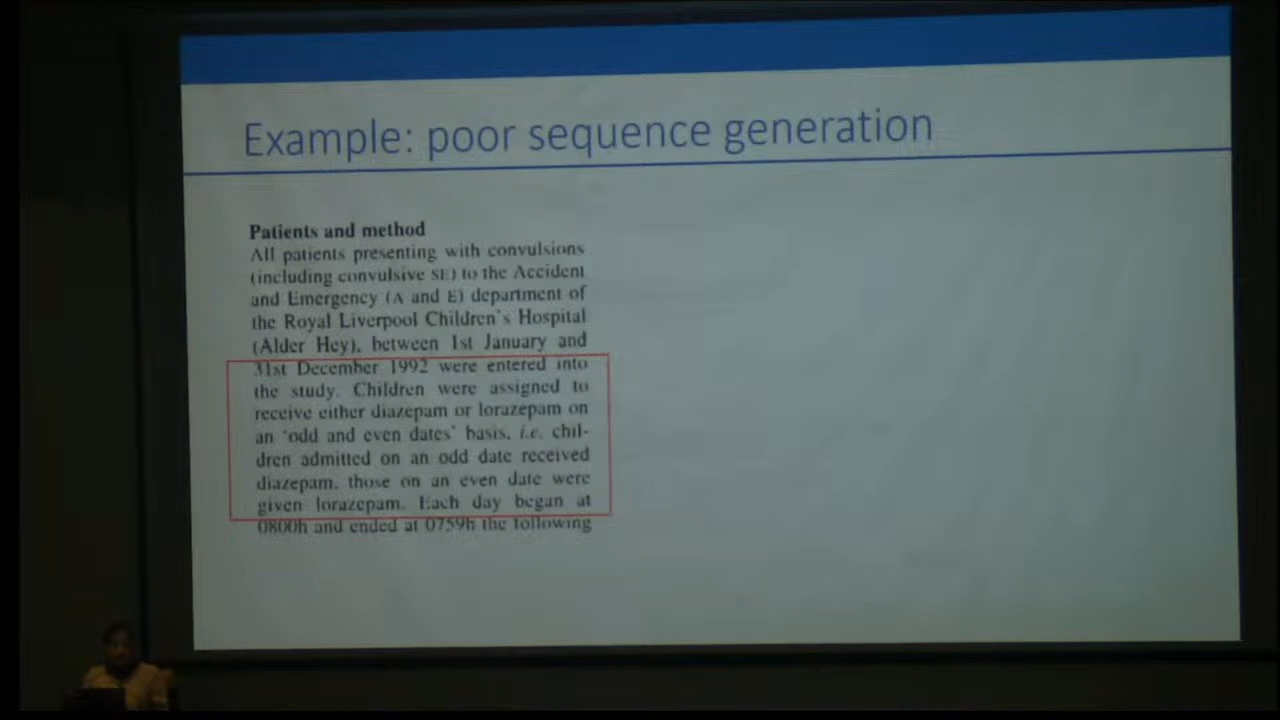 Example: poor sequence generation
Patients and method
All patients presenting with convulsions
(including convulsive SE) to the Accident
and Emergency (A and E) department of
the Royal Liverpool Children's Hospital
(Alder Hey), between 1st January and
31st December 1992 were entered into
the study. Children were assigned to
receive either diazepam or lorazepam on
an 'odd and even dates' basis, i.e. chil-
dren admitted on an odd date received
diazepam, those on an even date were
given lorazepam. Each day began at
0800h and ended at 0759h the following